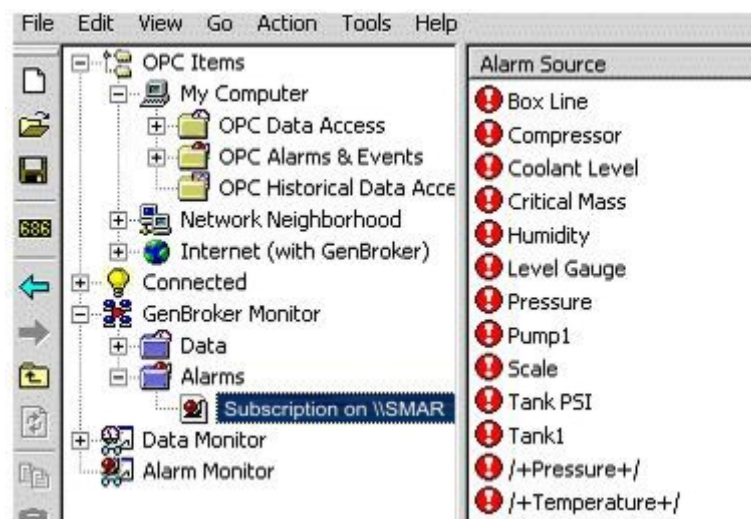 File Edit View Go Action Tools Help
OPC Items
My Computer
OPC Data Access
OPC Alarms & Events
OPC Historical Data Acce
Network Neighborhood
Internet (with GenBroker)
Connected
GenBroker Monitor
Data
Alarms
Subscription on \\SMAR
Data Monitor
Alarm Monitor
686
Alarm Source
Box Line
Compressor
Coolant Level
Critical Mass
Humidity
Level Gauge
Pressure
Pump1
Scale
Tank PSI
Tank1
/+Pressure+/
/+Temperature+/